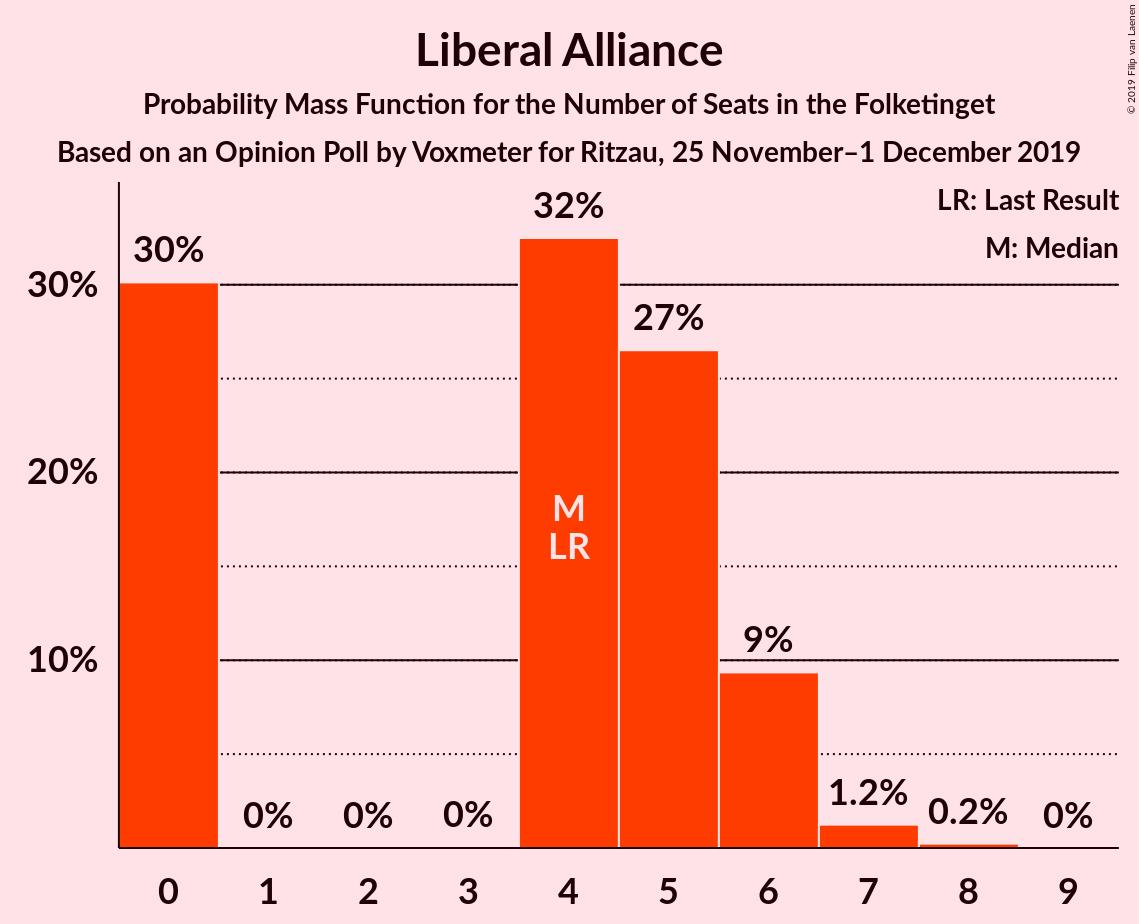 Liberal Alliance
Probability Mass Function for the Number of Seats in the Folketinget
Based on an Opinion Poll by Voxmeter for Ritzau, 25 November–1 December 2019
© 2019 Filip van Laenen
LR: Last Result
M: Median
30%
20%
10%
30%
0%
0%
0%
32%
27%
9%
1.2%
0.2%
0%
M
LR
0
1
2
3
4
5
6
7
8
9